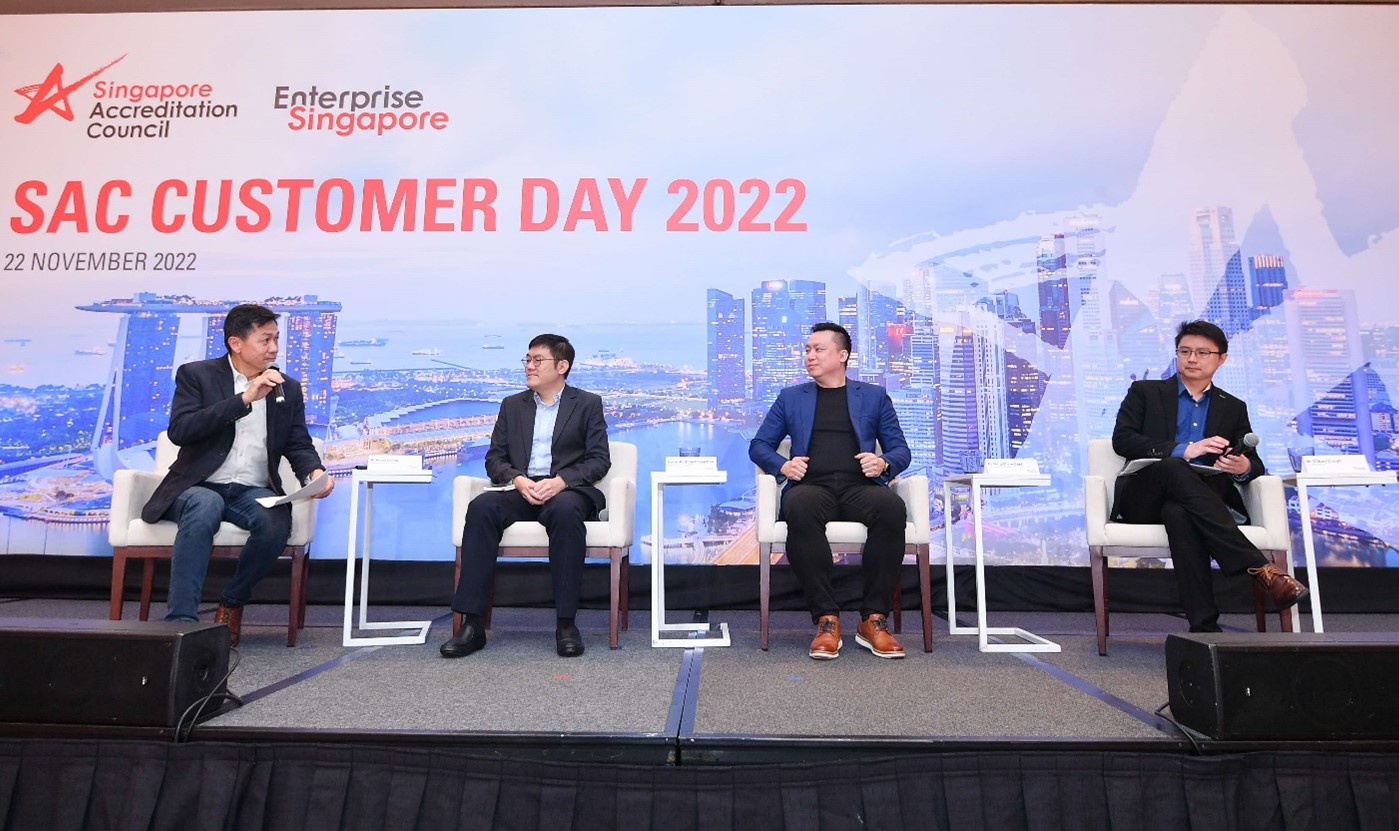 Singapore
Accreditation
Council
Enterprise
Singapore
SAC CUSTOMER DAY 2022
22 NOVEMBER 2022